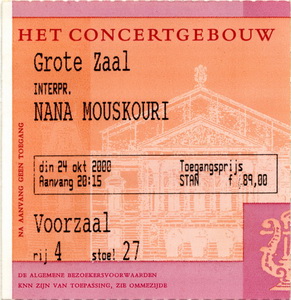 HET CONCERTGEBOUW
Grote Zaal
INTERPR.
NANA MOUSKOURI
din 24 okt 2000 Toegangsprijs
Aanvang 20:15 STAN f 89,00
Voorzaal
rij 4 stoel 27
NA AANVANG GEEN TOEGANG
DE ALGEMENE BEZOEKERSVOORWAARDEN
KNN ZIJN VAN TOEPASSING, ZIE OMMEZIJDE